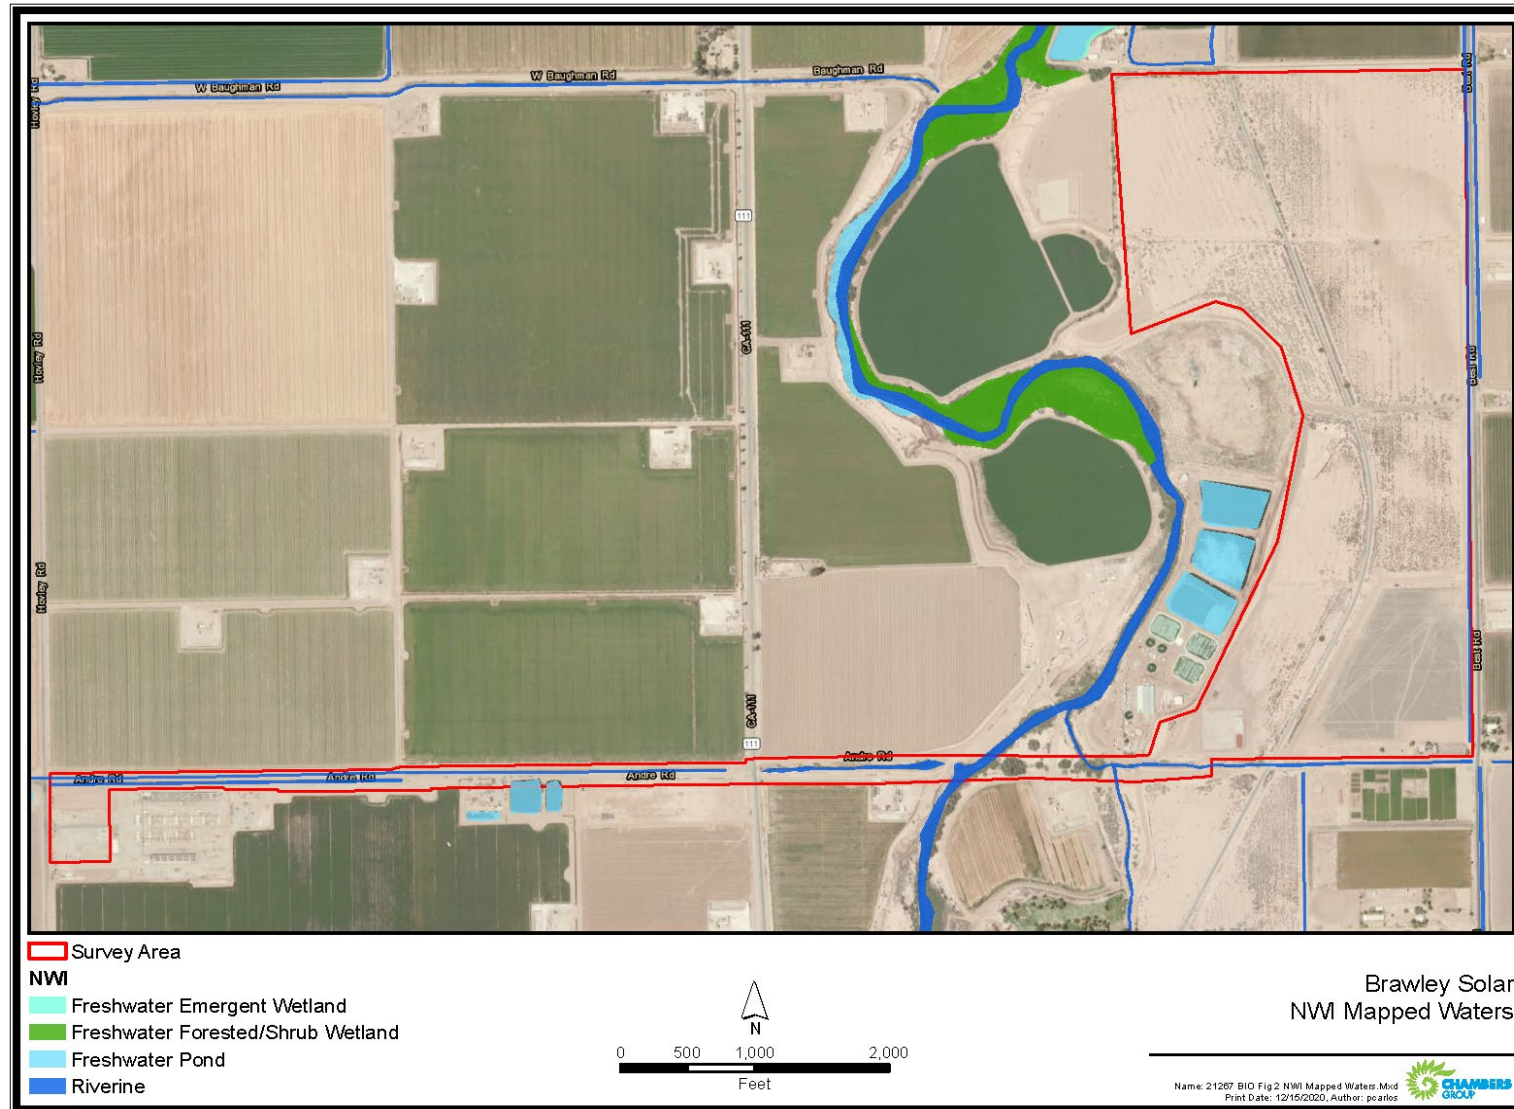 W Baughman Rd
Baughman Rd
W Baughman Rd
Best Rd
Hovley Rd
111
CA-111
Hovley Rd
Best Rd
Hovley Rd
Best Rd
CA-111
111
Andre Rd
Andre Rd
Andre Rd
Andre Rd
Survey Area
NWI
Freshwater Emergent Wetland
Freshwater Forested/Shrub Wetland
Freshwater Pond
Riverine
N
0 500 1,000 2,000
Feet
Brawley Solar
NWI Mapped Waters
Name: 21267 BIO Fig 2 NWI Mapped Waters.Mxd
Print Date: 12/15/2020, Author: pcarlos
CHAMBERS
GROUP